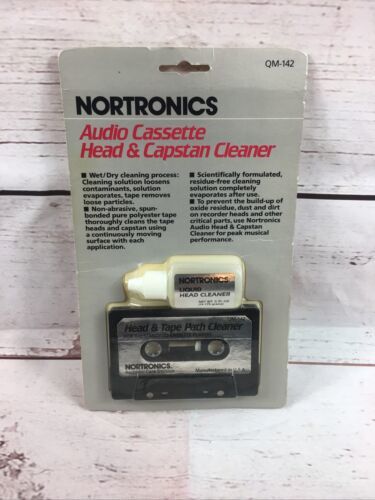 QM-142
NORTRONICS
Audio Cassette
Head & Capstan Cleaner
■ Wet/Dry cleaning process:
Cleaning solution loosens
contaminants, solution
evaporates, tape removes
loose particles.
■ Non-abrasive, spun-
bonded pure polyester tape
thoroughly cleans the tape
heads and capstan using
a continuously moving
surface with each
application.
■ Scientifically formulated,
residue-free cleaning
solution completely
evaporates after use.
■ To prevent the build-up of
oxide residue, dust and dirt
on recorder heads and other
critical parts, use Nortronics
Audio Head & Capstan
Cleaner for peak musical
performance.
NORTRONICS
LIQUID
HEAD CLEANER
QM-142
Head & Tape Path Cleaner
NORTRONICS
Manufactured in U.S.A.